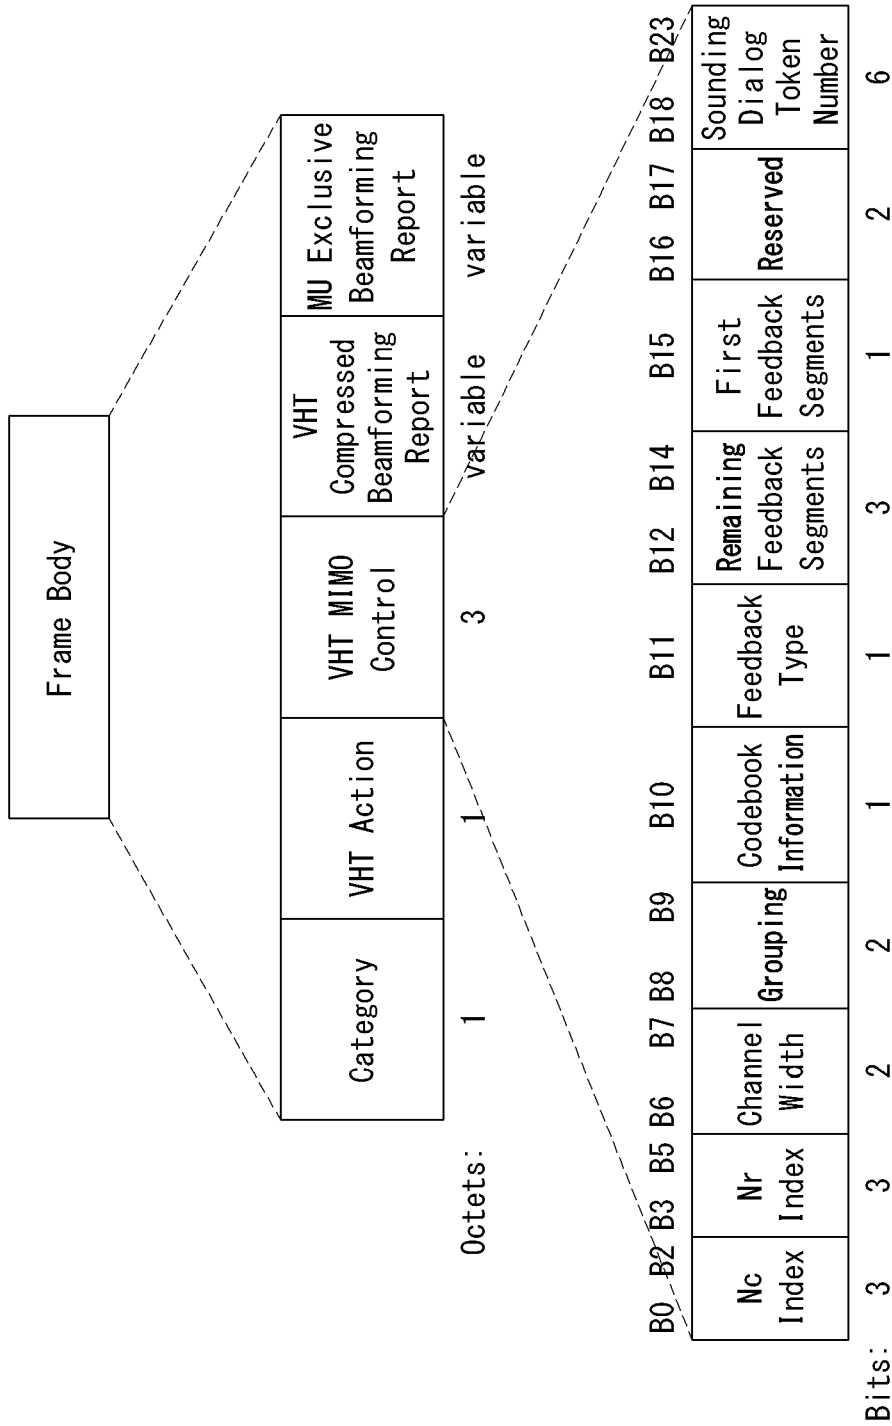 Frame Body
Category
VHT Action
VHT MIMO
Control
VHT
Compressed
Beamforming
Report
MU Exclusive
Beamforming
Report
Octets: 1 1 3 variable variable
B0 B2 B3 B5 B6 B7 B8 B9 B10 B11 B12 B14 B15 B16 B17 B18 B23
Nc
Index
Nr
Index
Channel
Width
Grouping
Codebook
Information
Feedback
Type
Remaining
Feedback
Segments
First
Feedback
Segments
Reserved
Sounding
Dialog
Token
Number
Bits: 3 3 2 2 1 1 3 1 2 6